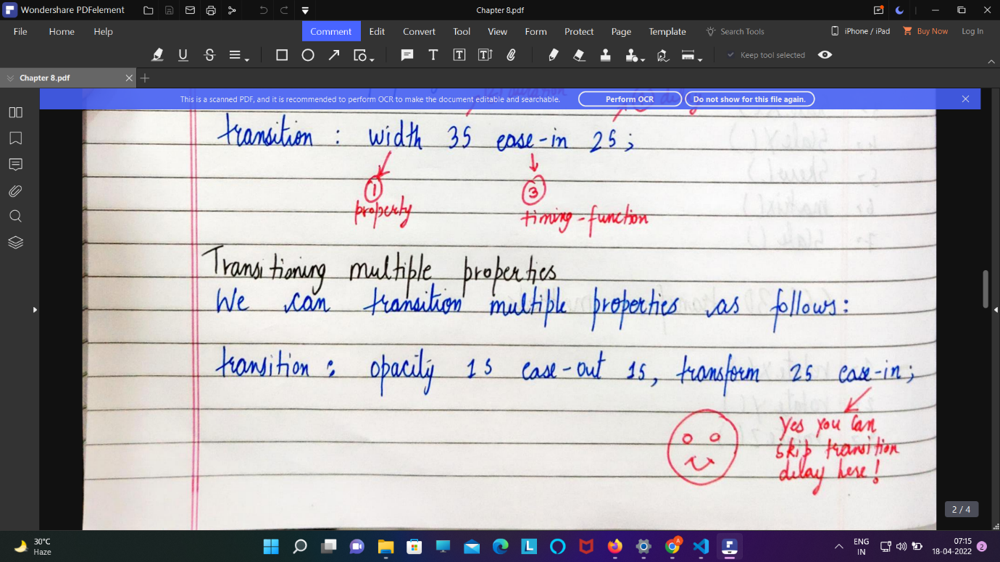 Wondershare PDFelement
Chapter 8.pdf
File Home Help Comment Edit Convert Tool View Form Protect Page Template Search Tools iPhone / iPad Buy Now Log In
Keep tool selected
Chapter 8.pdf
This is a scanned PDF, and it is recommended to perform OCR to make the document editable and searchable. Perform OCR Do not show for this file again.
transition : width 3s ease-in 2s ;
1 3
property timing-function
Transitioning multiple properties
We can transition multiple properties as follows:
transition : opacity 1s ease-out 1s, transform 2s ease-in ;
Yes you can
skip transition
delay here!
2 / 4
30°C
Haze
ENG
IN
07:15
18-04-2022
2